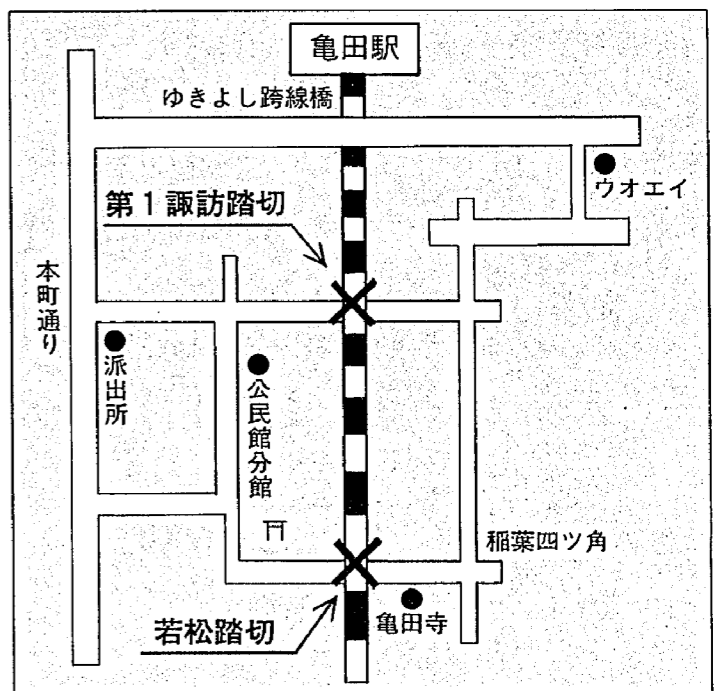 亀田駅
ゆきよし跨線橋
ウオエイ
第1諏訪踏切
本町通り
派出所
公民館分館
稲葉四ツ角
亀田寺
若松踏切